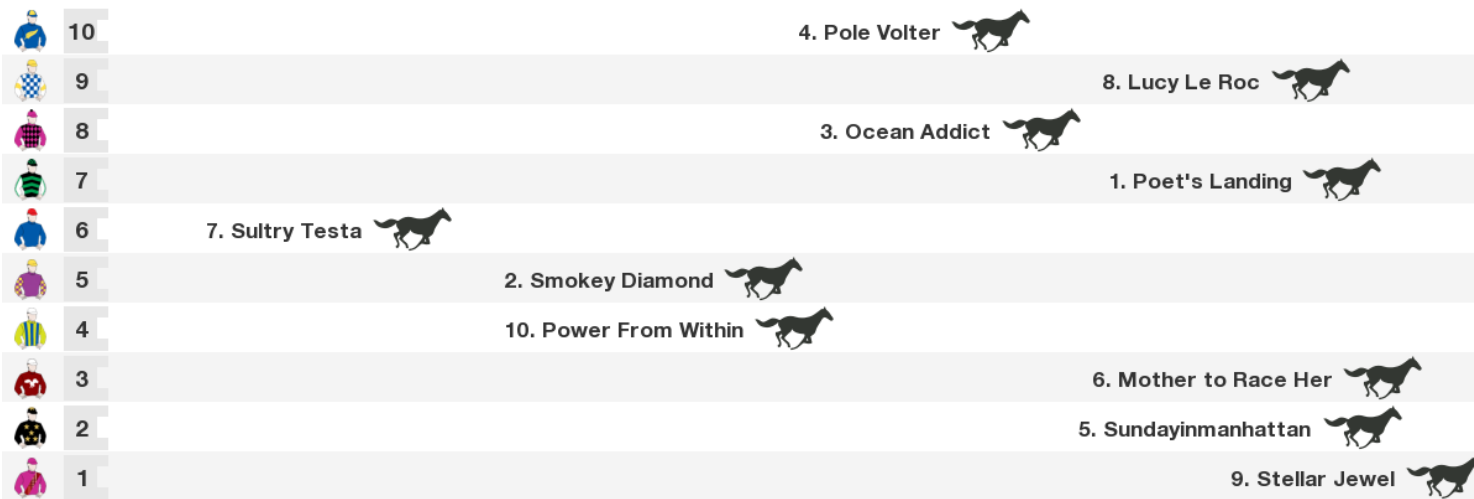 10 4. Pole Volter
9 8. Lucy Le Roc
8 3. Ocean Addict
7 1. Poet's Landing
6 7. Sultry Testa
5 2. Smokey Diamond
4 10. Power From Within
3 6. Mother to Race Her
2 5. Sundayinmanhattan
1 9. Stellar Jewel